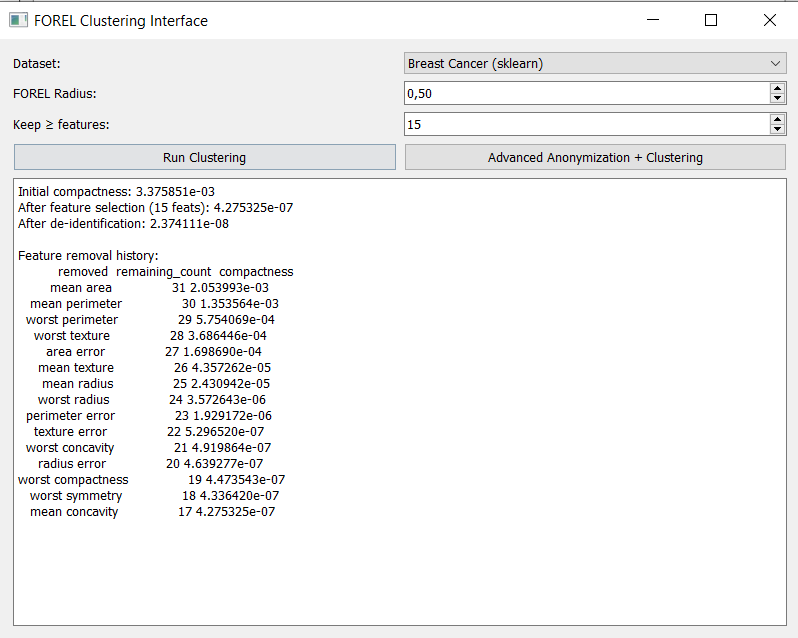 FOREL Clustering Interface
Dataset: Breast Cancer (sklearn)
FOREL Radius: 0,50
Keep ≥ features: 15
Run Clustering Advanced Anonymization + Clustering
Initial compactness: 3.375851e-03
After feature selection (15 feats): 4.275325e-07
After de-identification: 2.374111e-08
Feature removal history:
removed remaining_count compactness
mean area 31 2.053993e-03
mean perimeter 30 1.353564e-03
worst perimeter 29 5.754069e-04
worst texture 28 3.686446e-04
area error 27 1.698690e-04
mean texture 26 4.357262e-05
mean radius 25 2.430942e-05
worst radius 24 3.572643e-06
perimeter error 23 1.929172e-06
texture error 22 5.296520e-07
worst concavity 21 4.919864e-07
radius error 20 4.639277e-07
worst compactness 19 4.473543e-07
worst symmetry 18 4.336420e-07
mean concavity 17 4.275325e-07